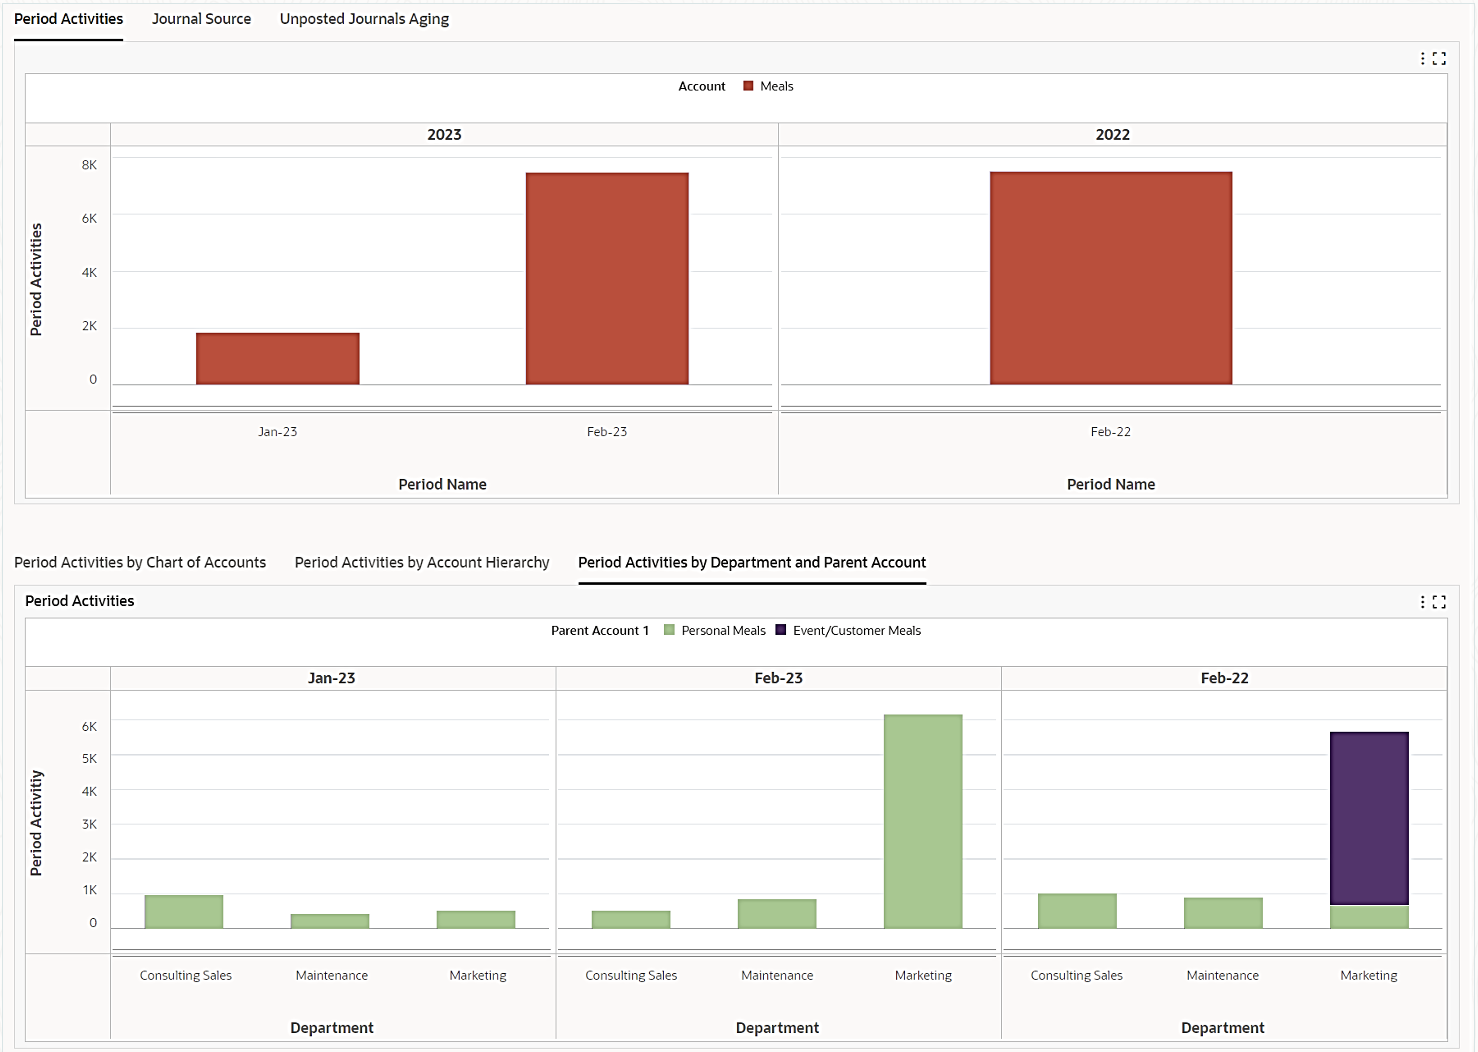 Period Activities Journal Source Unposted Journals Aging
Account Meals
2023 2022
8K
6K
4K
2K
0
Period Activities
Jan-23 Feb-23 Feb-22
Period Name Period Name
Period Activities by Chart of Accounts Period Activities by Account Hierarchy Period Activities by Department and Parent Account
Period Activities
Parent Account 1 Personal Meals Event/Customer Meals
Jan-23 Feb-23 Feb-22
6K
5K
4K
3K
2K
1K
0
Period Activitiy
Consulting Sales Maintenance Marketing Consulting Sales Maintenance Marketing Consulting Sales Maintenance Marketing
Department Department Department